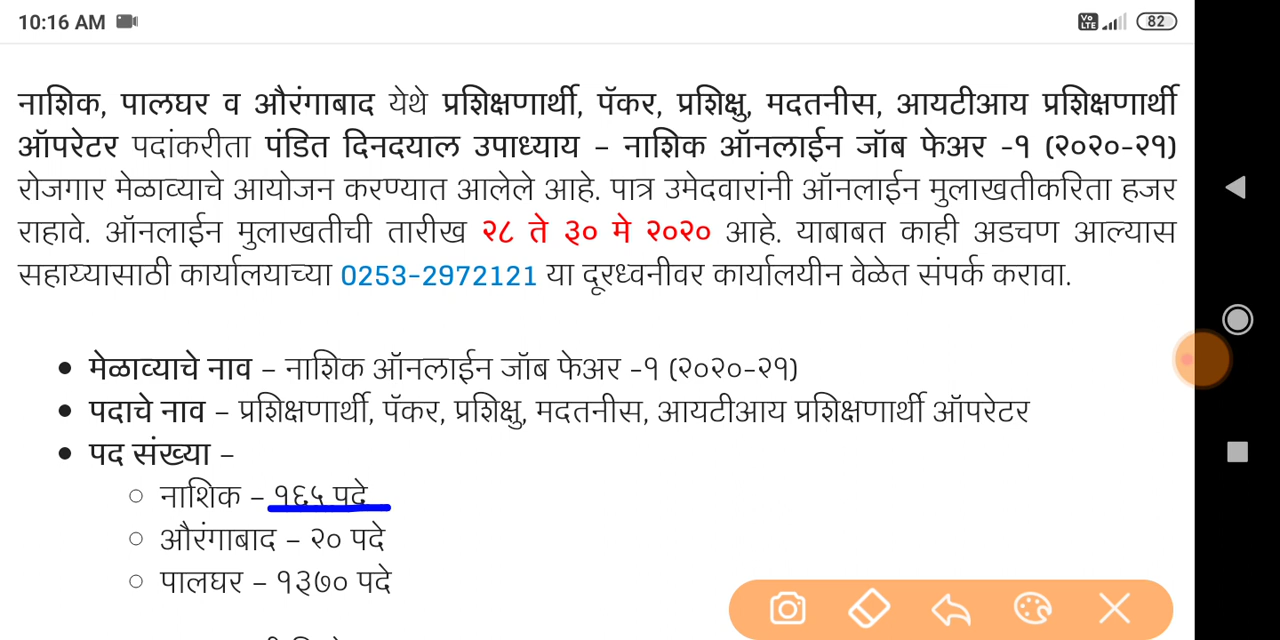 10:16 AM
Vo LTE
82
नाशिक, पालघर व औरंगाबाद येथे प्रशिक्षणार्थी, पॅकर, प्रशिक्षु, मदतनीस, आयटीआय प्रशिक्षणार्थी
ऑपरेटर पदांकरीता पंडित दिनदयाल उपाध्याय – नाशिक ऑनलाईन जॉब फेअर -१ (२०२०-२१)
रोजगार मेळाव्याचे आयोजन करण्यात आलेले आहे. पात्र उमेदवारांनी ऑनलाईन मुलाखतीकरिता हजर
राहावे. ऑनलाईन मुलाखतीची तारीख २८ ते ३० मे २०२० आहे. याबाबत काही अडचण आल्यास
सहाय्यासाठी कार्यालयाच्या 0253-2972121 या दूरध्वनीवर कार्यालयीन वेळेत संपर्क करावा.
• मेळाव्याचे नाव – नाशिक ऑनलाईन जॉब फेअर -१ (२०२०-२१)
• पदाचे नाव – प्रशिक्षणार्थी, पॅकर, प्रशिक्षु, मदतनीस, आयटीआय प्रशिक्षणार्थी ऑपरेटर
• पद संख्या –
○ नाशिक – १६५ पदे
○ औरंगाबाद – २० पदे
○ पालघर – १३७० पदे